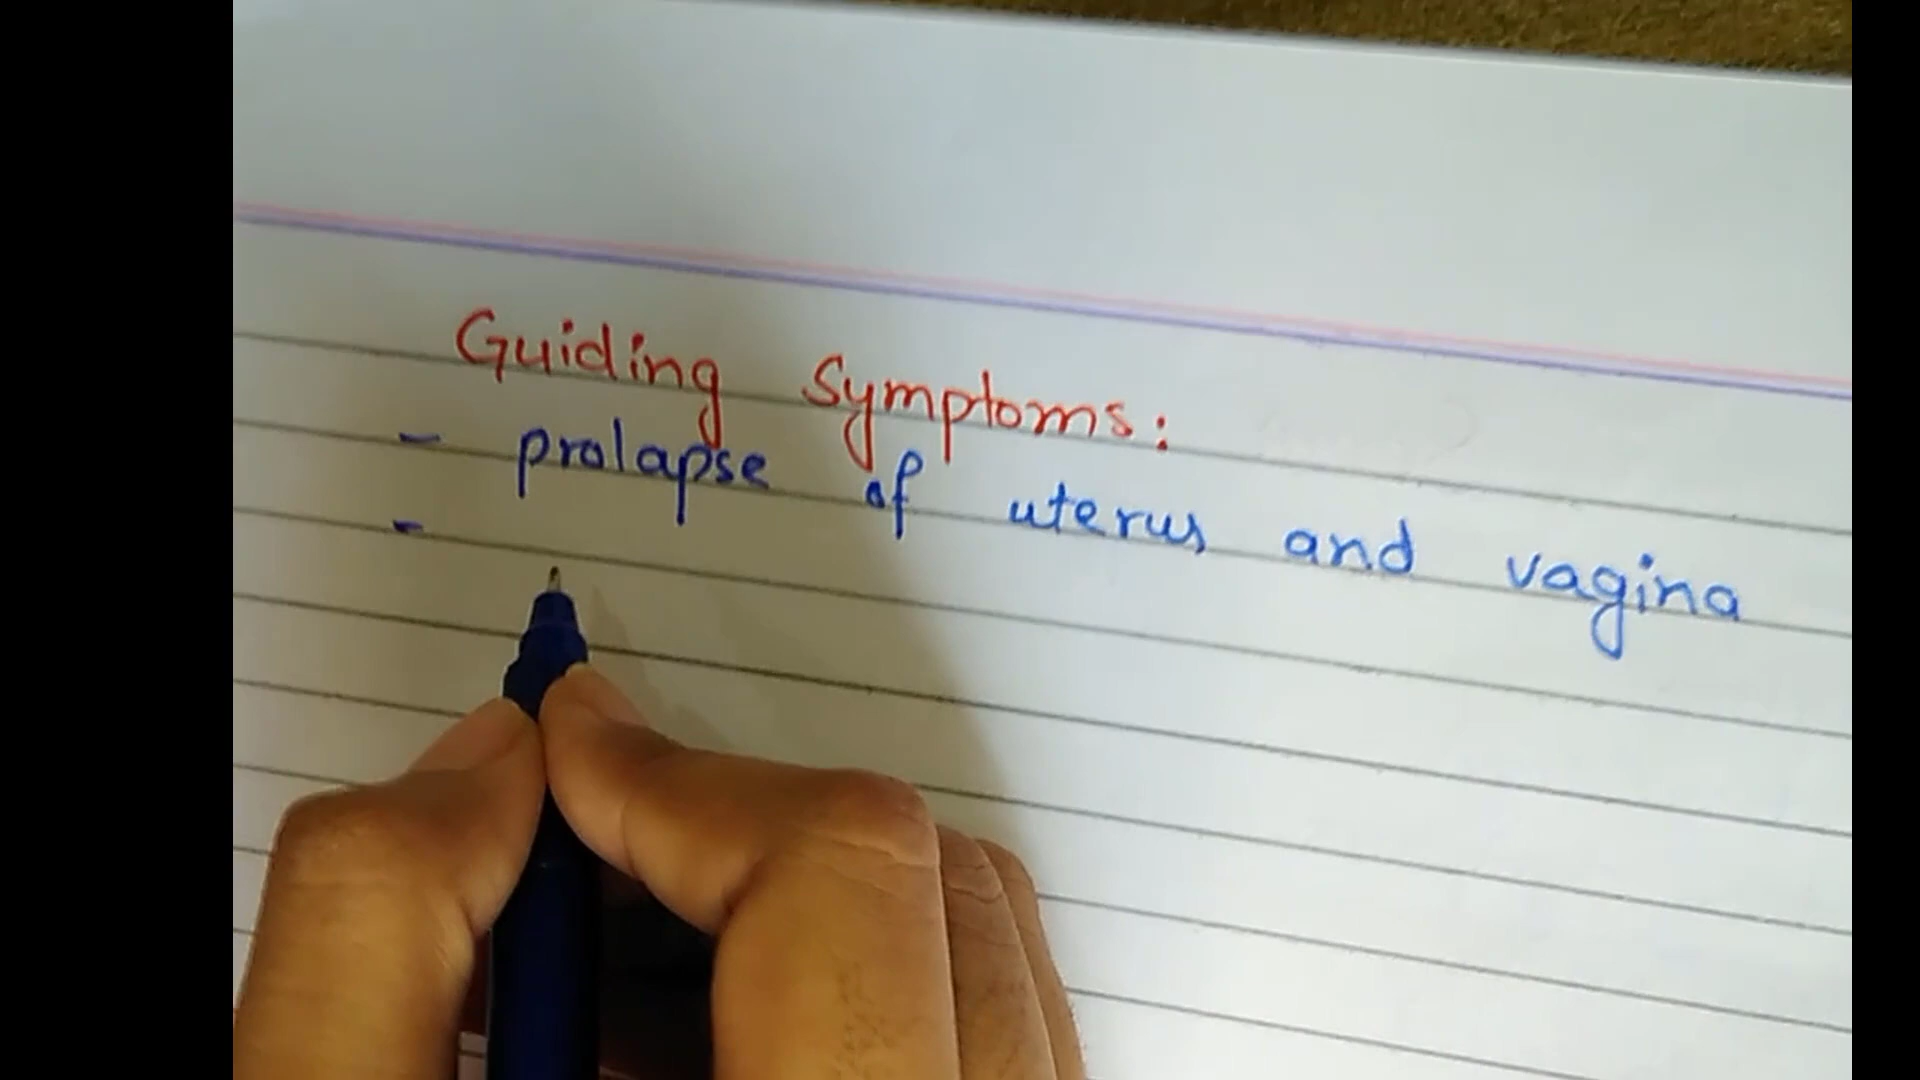 Guiding Symptoms:
- prolapse of uterus and vagina
-